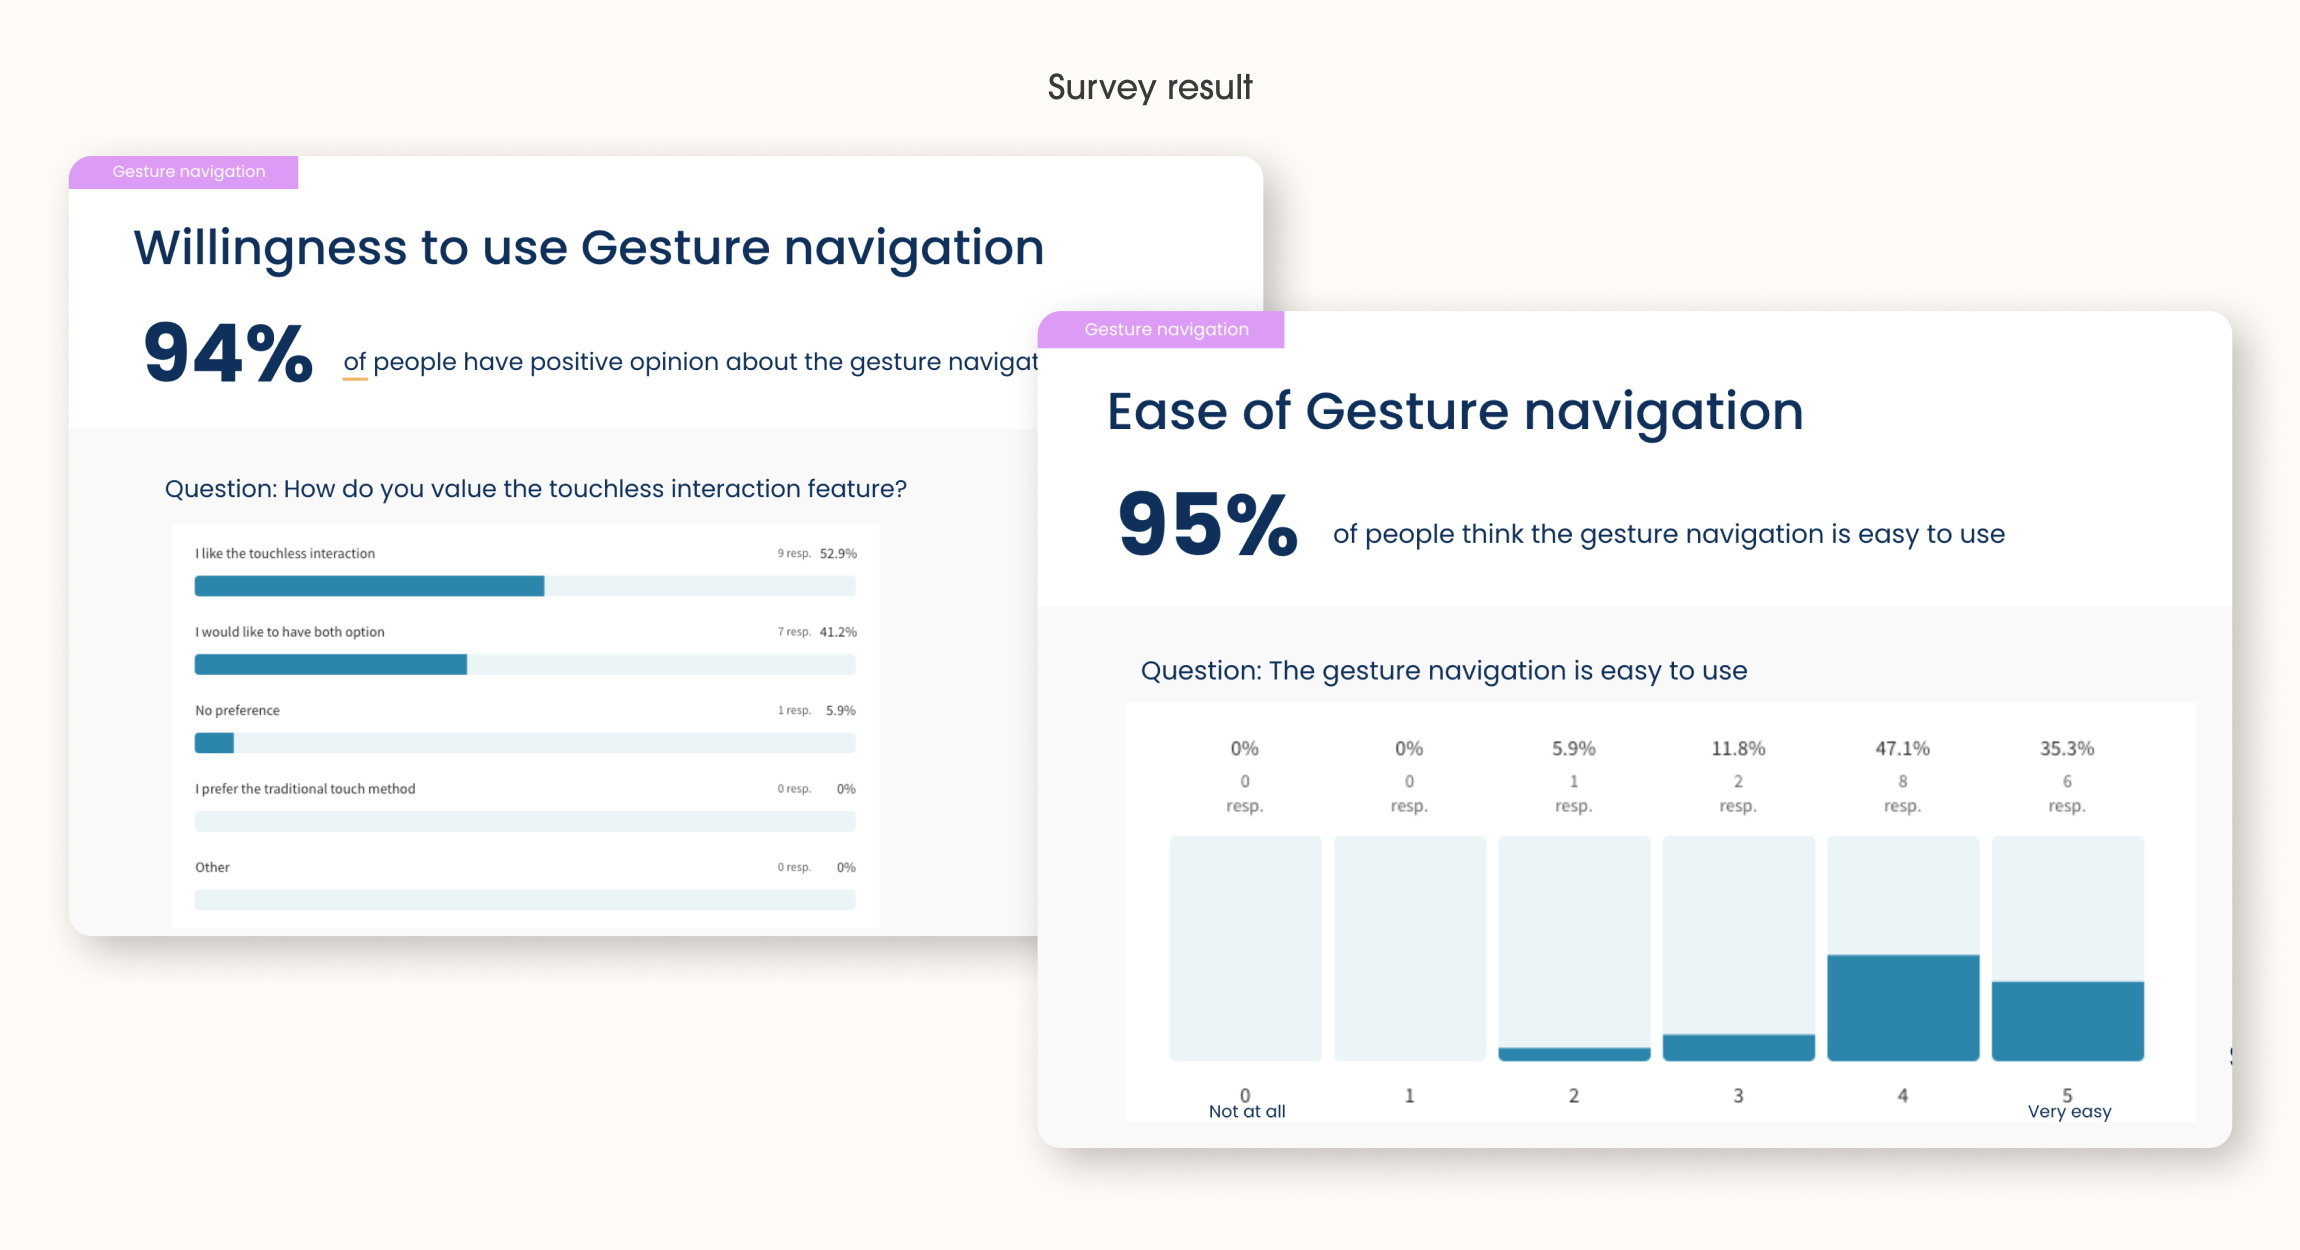 Survey result
Gesture navigation
Willingness to use Gesture navigation
94% of people have positive opinion about the gesture navigat
Question: How do you value the touchless interaction feature?
I like the touchless interaction 9 resp. 52.9%
I would like to have both option 7 resp. 41.2%
No preference 1 resp. 5.9%
I prefer the traditional touch method 0 resp. 0%
Other 0 resp. 0%
Gesture navigation
Ease of Gesture navigation
95% of people think the gesture navigation is easy to use
Question: The gesture navigation is easy to use
0% 0% 5.9% 11.8% 47.1% 35.3%
0 0 1 2 8 6
resp. resp. resp. resp. resp. resp.
0 1 2 3 4 5
Not at all Very easy